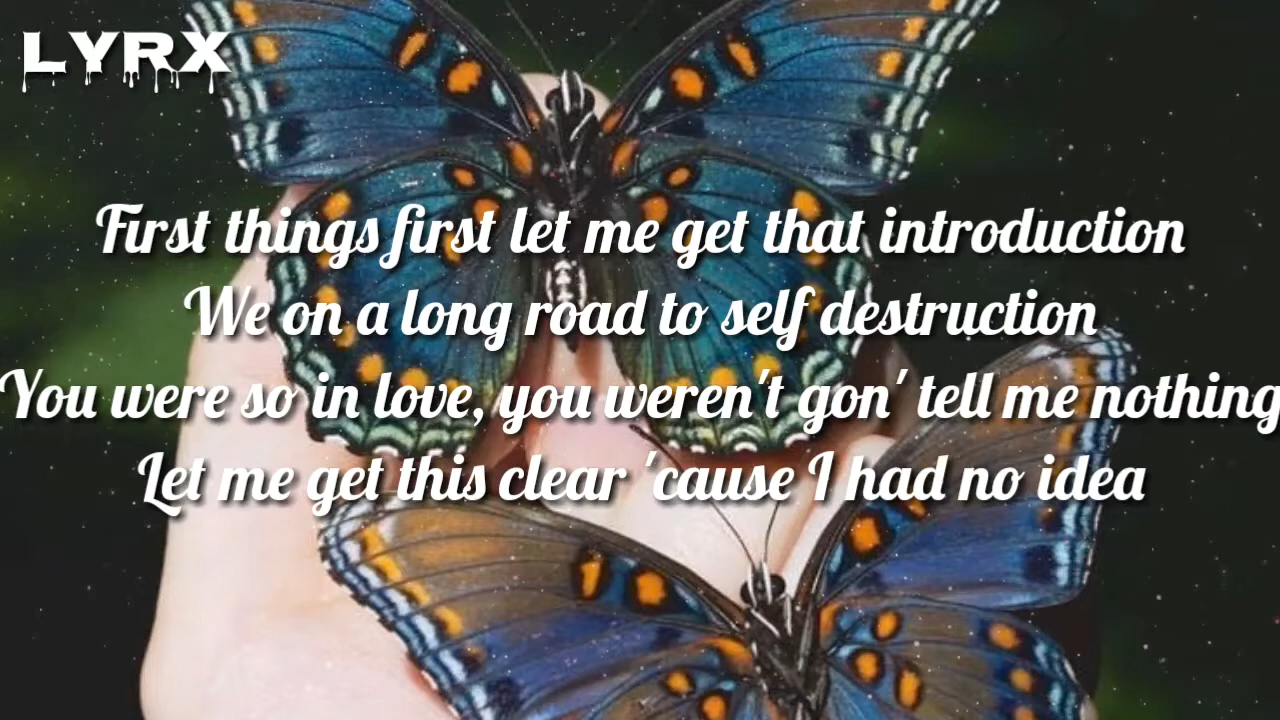 LYRX
First things first let me get that introduction
We on a long road to self destruction
You were so in love, you weren't gon' tell me nothing
Let me get this clear 'cause I had no idea